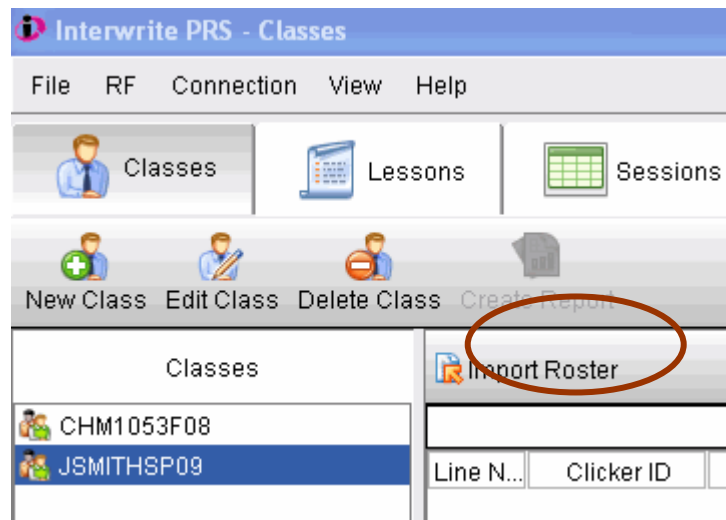 Interwrite PRS - Classes
File RF Connection View Help
Classes Lessons Sessions
New Class Edit Class Delete Class Create Report
Classes Import Roster
CHM1053F08
JSMITHSP09
Line N... Clicker ID